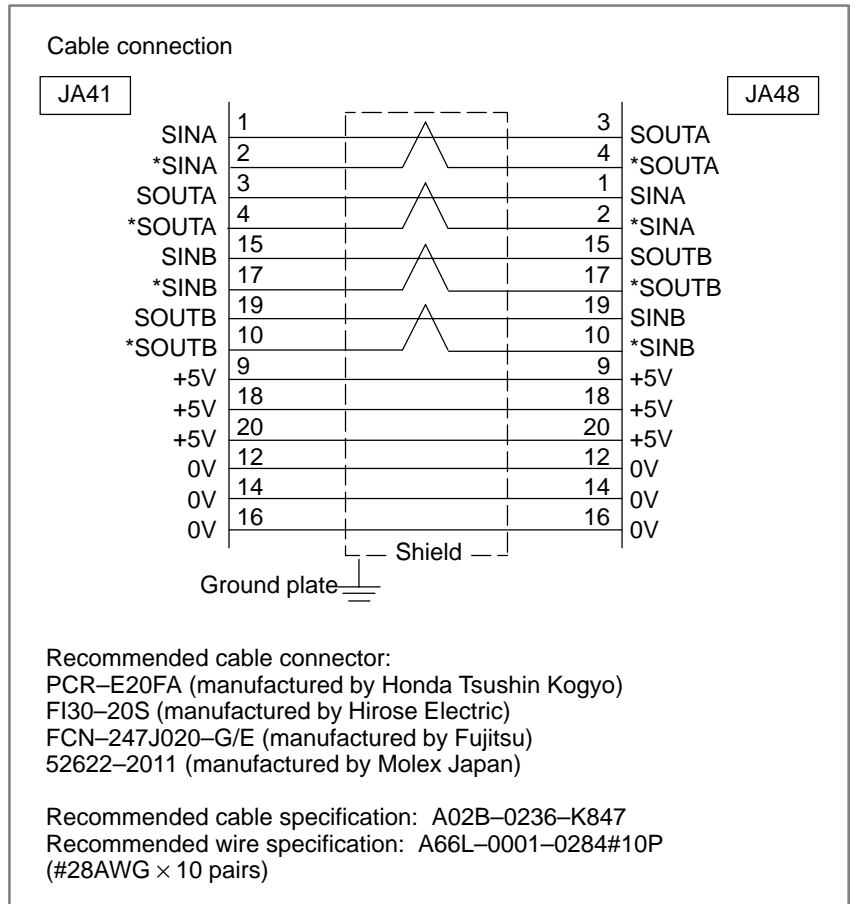 Cable connection
JA41 JA48
SINA 1 3 SOUTA
*SINA 2 4 *SOUTA
SOUTA 3 1 SINA
*SOUTA 4 2 *SINA
SINB 15 15 SOUTB
*SINB 17 17 *SOUTB
SOUTB 19 19 SINB
*SOUTB 10 10 *SINB
+5V 9 9 +5V
+5V 18 18 +5V
+5V 20 20 +5V
0V 12 12 0V
0V 14 14 0V
0V 16 16 0V
Shield
Ground plate
Recommended cable connector:
PCR–E20FA (manufactured by Honda Tsushin Kogyo)
FI30–20S (manufactured by Hirose Electric)
FCN–247J020–G/E (manufactured by Fujitsu)
52622–2011 (manufactured by Molex Japan)
Recommended cable specification: A02B–0236–K847
Recommended wire specification: A66L–0001–0284#10P
(#28AWG × 10 pairs)